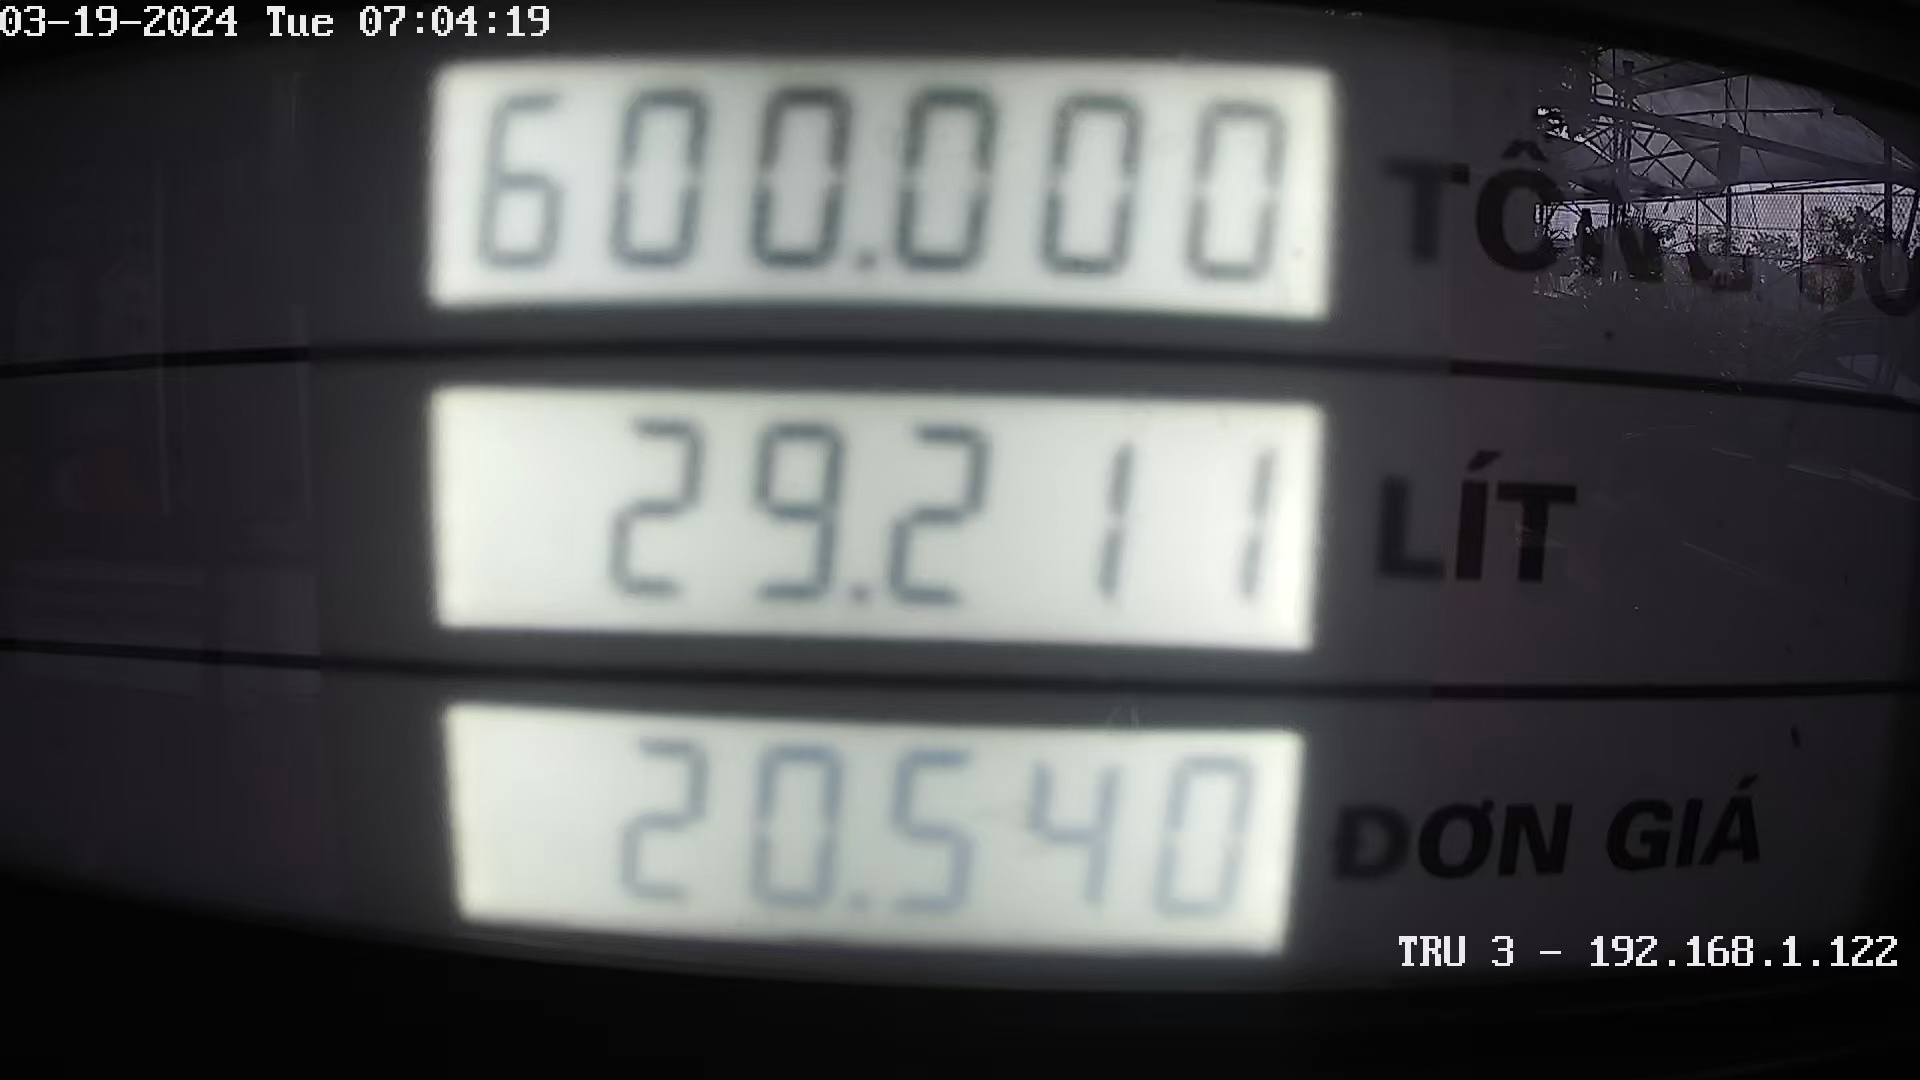 03-19-2024 Tue 07:04:19
600.000 TỔNG
29.211 LÍT
20.540 ĐƠN GIÁ
TRU 3 - 192.168.1.122